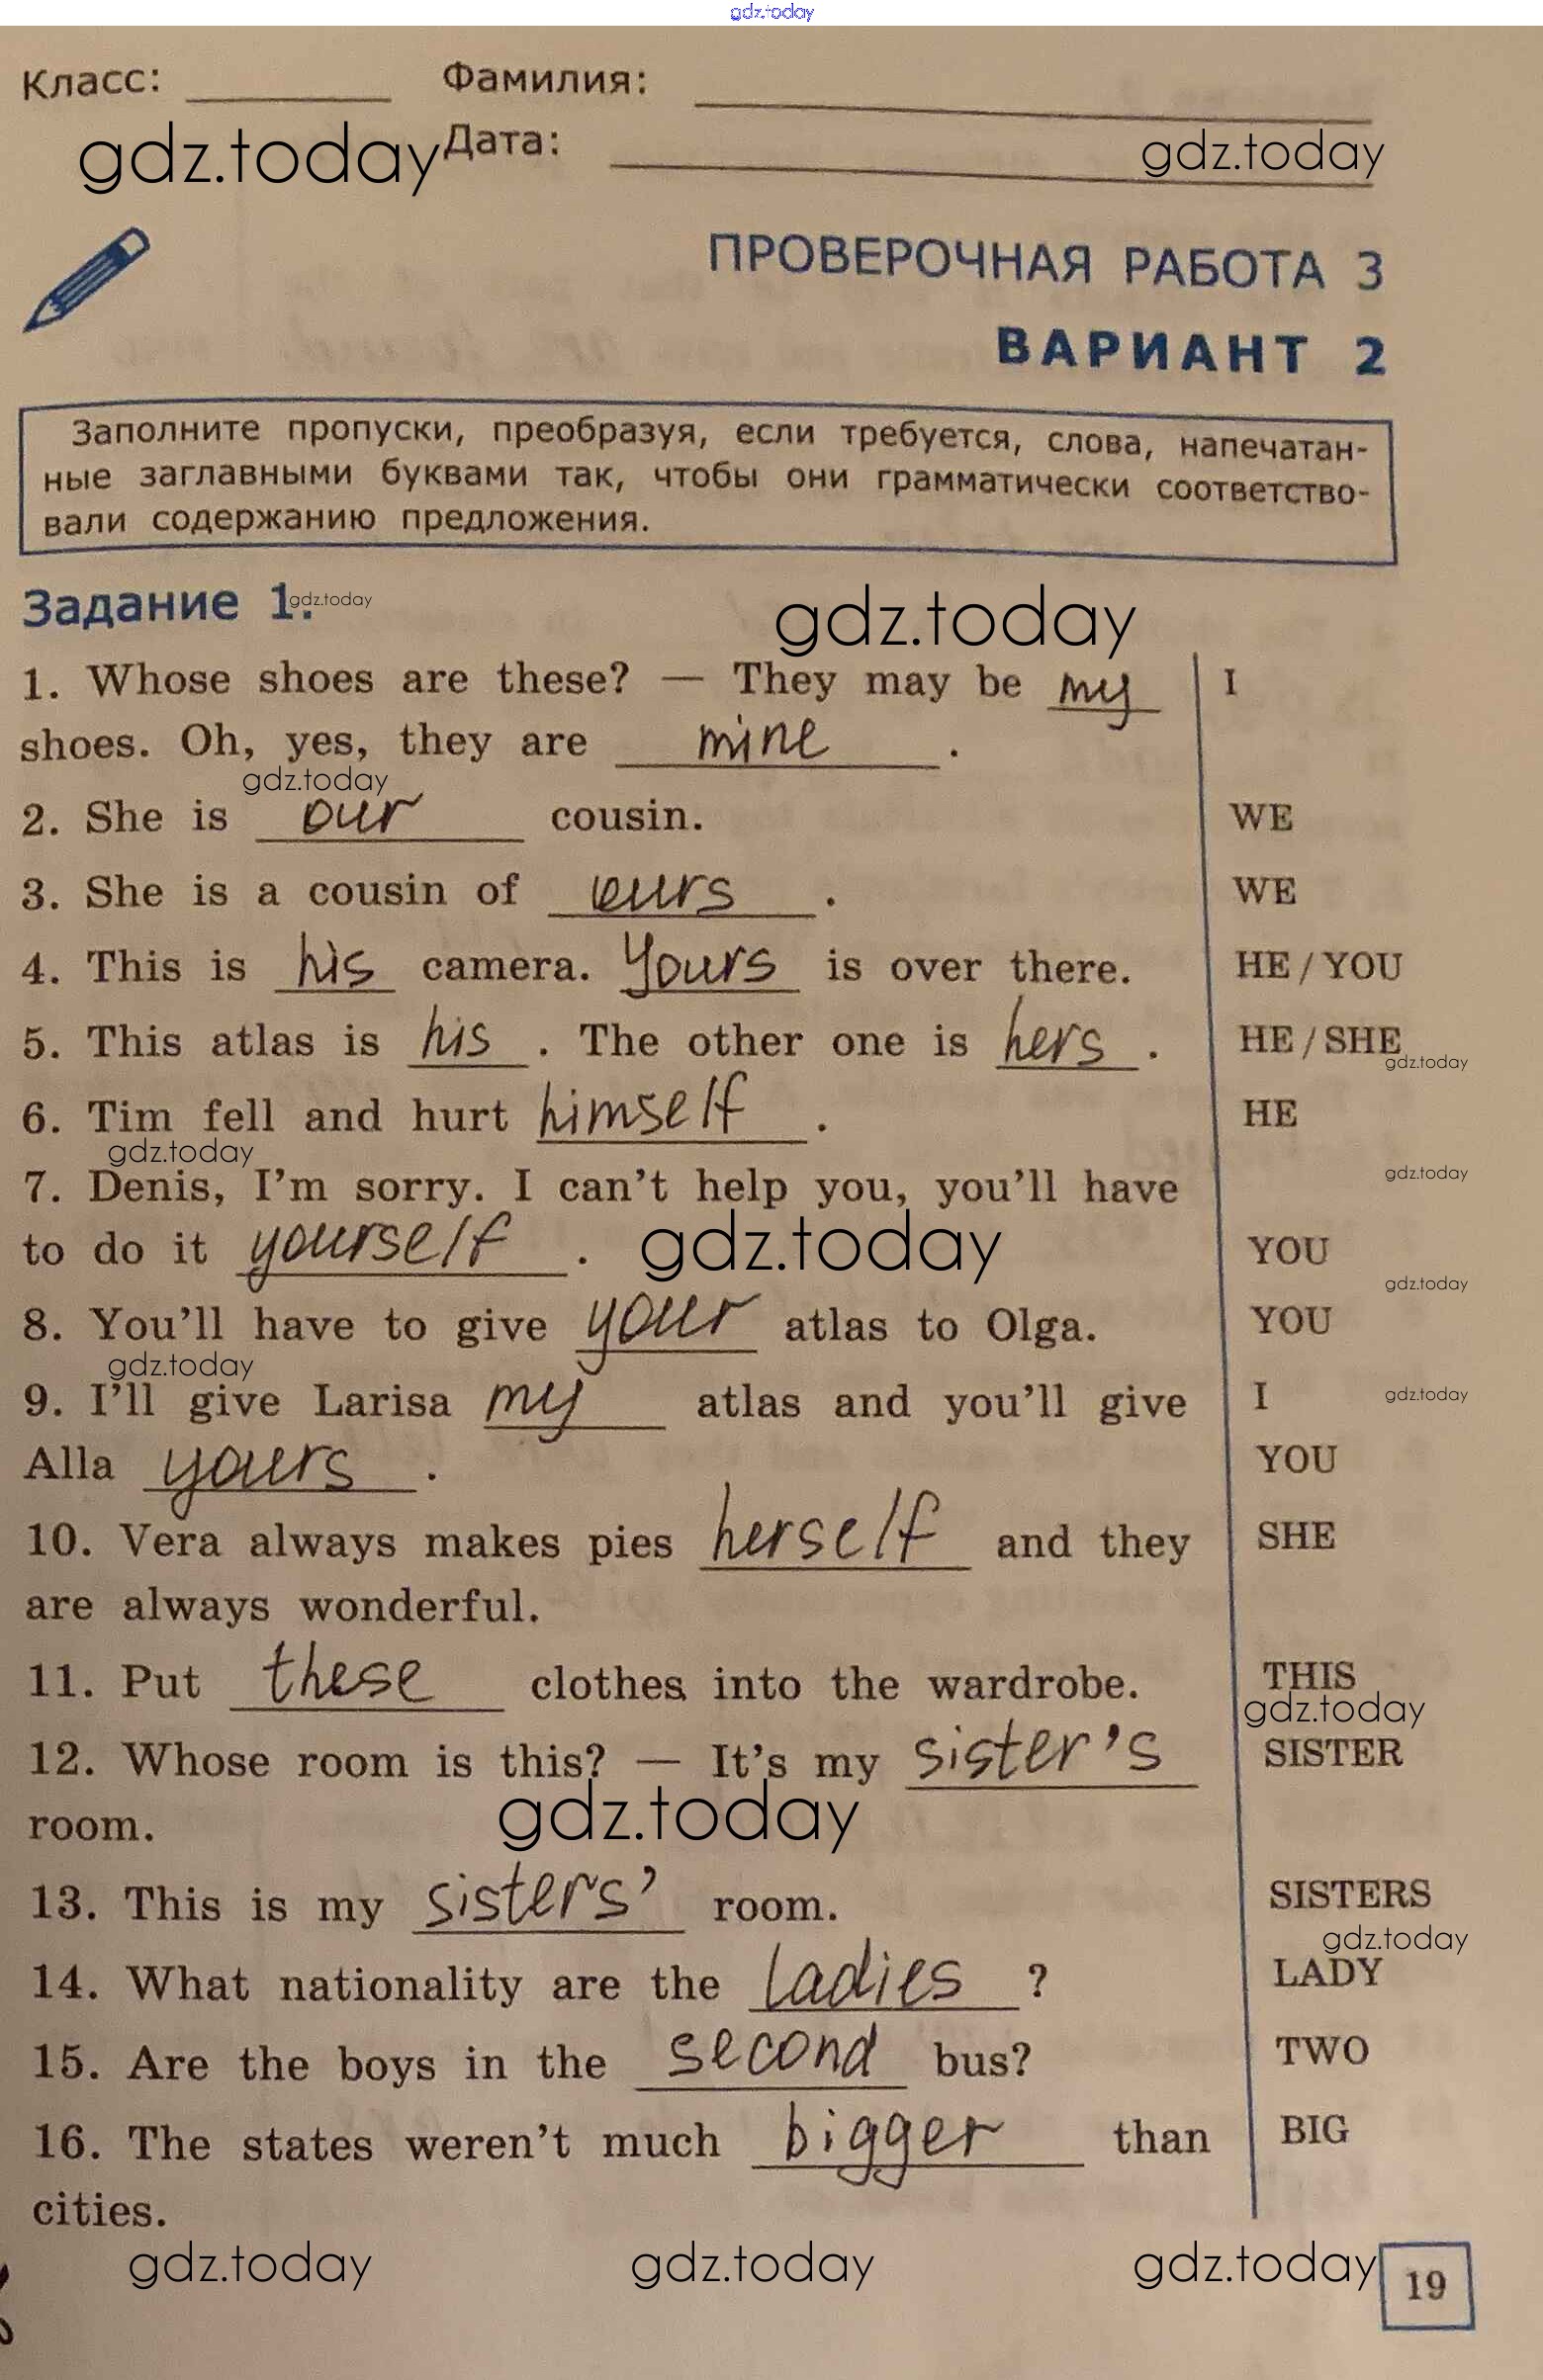 gdz.today
Класс: Фамилия:
gdz.today Дата: gdz.today
ПРОВЕРОЧНАЯ РАБОТА 3
ВАРИАНТ 2
Заполните пропуски, преобразуя, если требуется, слова, напечатан-
ные заглавными буквами так, чтобы они грамматически соответство-
вали содержанию предложения.
Задание 1. gdz.today gdz.today
1. Whose shoes are these? — They may be my I
shoes. Oh, yes, they are mine.
gdz.today
2. She is our cousin. WE
3. She is a cousin of ours. WE
4. This is his camera. Yours is over there. HE / YOU
5. This atlas is his. The other one is hers. HE / SHE
gdz.today
6. Tim fell and hurt himself. HE
gdz.today gdz.today
7. Denis, I'm sorry. I can't help you, you'll have
to do it yourself. gdz.today YOU
gdz.today
8. You'll have to give your atlas to Olga. YOU
gdz.today gdz.today
9. I'll give Larisa my atlas and you'll give I
Alla yours. YOU
10. Vera always makes pies herself and they SHE
are always wonderful.
11. Put these clothes into the wardrobe. THIS
gdz.today
12. Whose room is this? — It's my sister's SISTER
gdz.today
room.
13. This is my sisters' room. SISTERS
gdz.today
14. What nationality are the ladies? LADY
15. Are the boys in the second bus? TWO
16. The states weren't much bigger than BIG
cities.
gdz.today gdz.today gdz.today
19